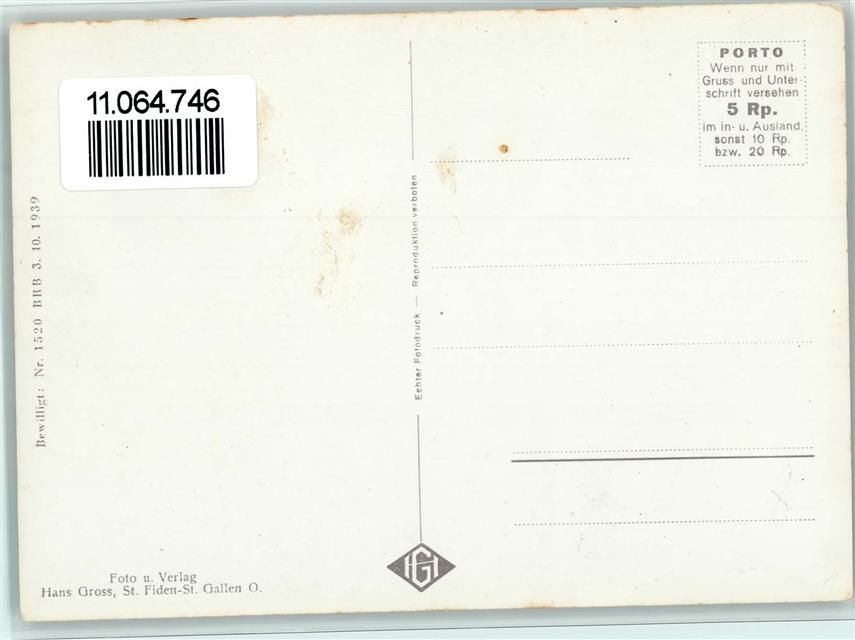 11.064.746
PORTO
Wenn nur mit
Gruss und Unter-
schrift versehen
5 Rp.
im In- u. Ausland,
sonst 10 Rp.
bzw. 20 Rp.
Bewilligt: Nr. 1520 BRB 3. 10. 1939
Echter Fotodruck — Reproduktion verboten
HG
Foto u. Verlag
Hans Gross, St. Fiden-St. Gallen O.